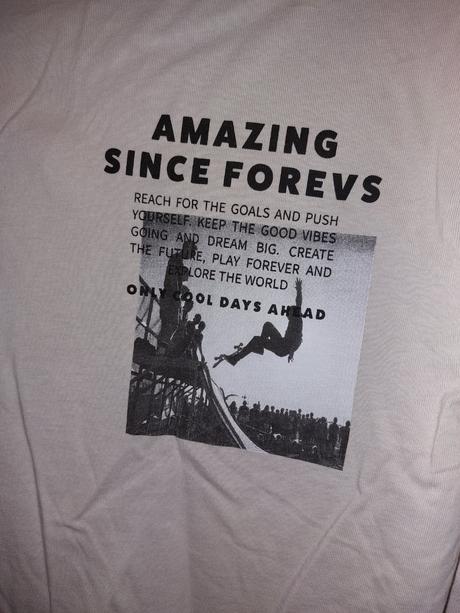 AMAZING
SINCE FOREVS
REACH FOR THE GOALS AND PUSH
YOURSELF. KEEP THE GOOD VIBES
GOING AND DREAM BIG. CREATE
THE FUTURE, PLAY FOREVER AND
EXPLORE THE WORLD
ONLY COOL DAYS AHEAD